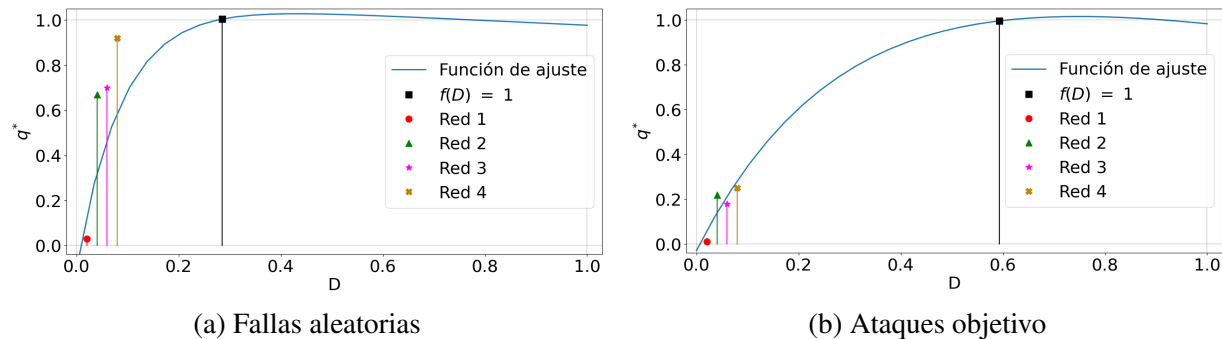 1.0
0.8
0.6
0.4
0.2
0.0
q*
0.0 0.2 0.4 0.6 0.8 1.0
D
Función de ajuste
f(D) = 1
Red 1
Red 2
Red 3
Red 4
(a) Fallas aleatorias
1.0
0.8
0.6
0.4
0.2
0.0
q*
0.0 0.2 0.4 0.6 0.8 1.0
D
Función de ajuste
f(D) = 1
Red 1
Red 2
Red 3
Red 4
(b) Ataques objetivo